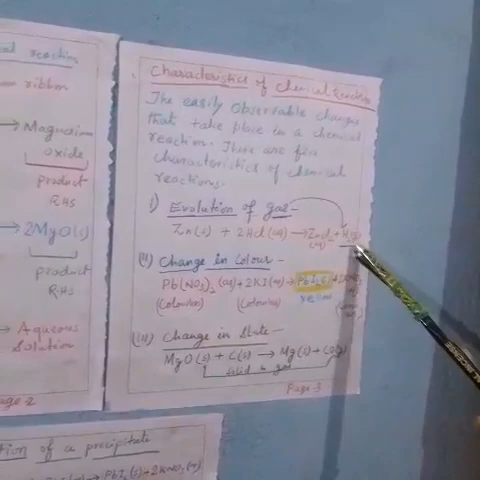 reaction
ribbon
→ Magnesium
oxide
product
RHS
→ 2MgO(s)
product
RHS
→ Aqueous
Solution
Page-2
Characteristics of Chemical Reaction
The easily observable changes
that take place in a chemical
reaction. There are five
characteristics of chemical
reactions.
i) Evolution of gas-
Zn(s) + 2HCl(aq) → ZnCl2 + H2(g)
(aq)
(ii) Change in Colour-
Pb(NO3)2 (aq) + 2KI(aq) → PbI2(s)
(Colourless) (Colourless) yellow
(iii) Change in State-
MgO(s) + C(s) → Mg(s) + CO(g)
Solid to gas
Page-3
of a precipitate
→ PbI2(s) + 2KNO3(aq)